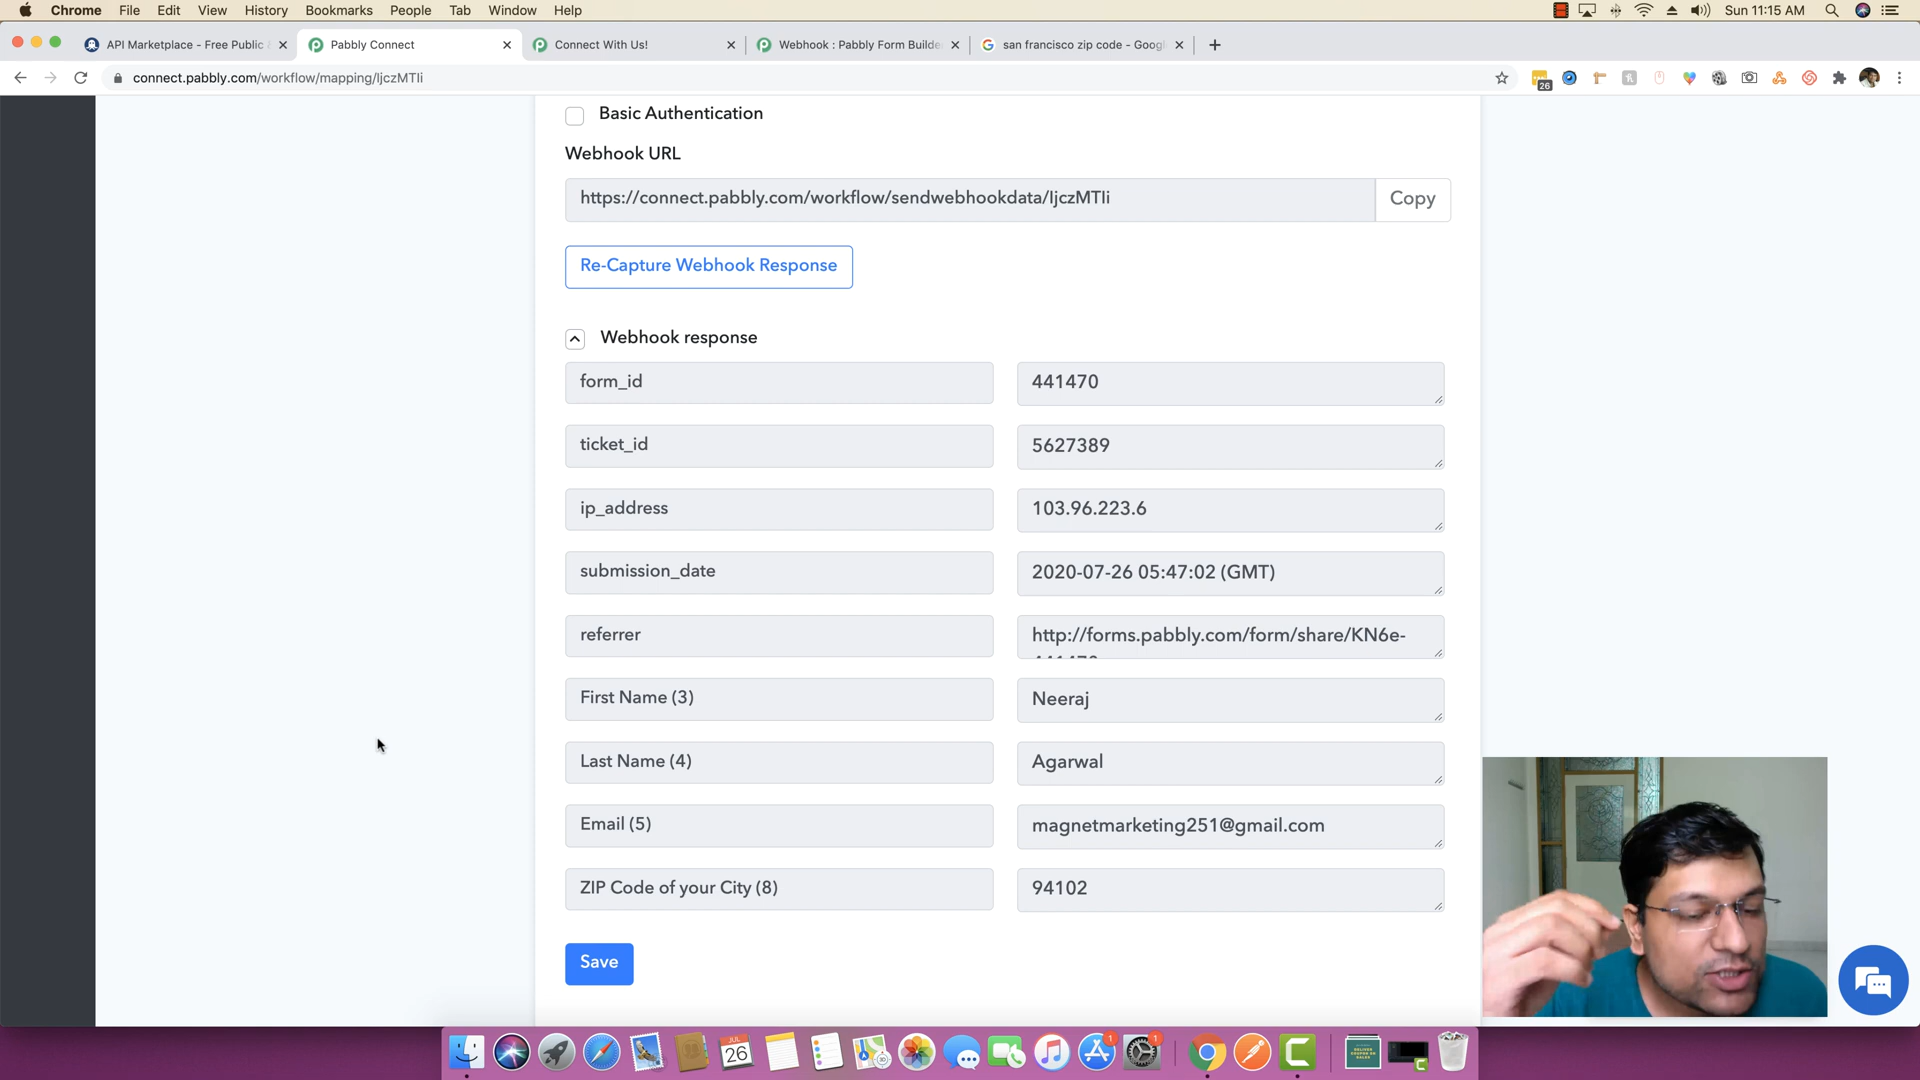 Chrome File Edit View History Bookmarks People Tab Window Help Sun 11:15 AM
API Marketplace - Free Public Pabbly Connect Connect With Us! Webhook : Pabbly Form Builde san francisco zip code - Goog
connect.pabbly.com/workflow/mapping/IjczMTIi 26
Basic Authentication
Webhook URL
https://connect.pabbly.com/workflow/sendwebhookdata/IjczMTIi Copy
Re-Capture Webhook Response
Webhook response
form_id 441470
ticket_id 5627389
ip_address 103.96.223.6
submission_date 2020-07-26 05:47:02 (GMT)
referrer http://forms.pabbly.com/form/share/KN6e-
First Name (3) Neeraj
Last Name (4) Agarwal
Email (5) magnetmarketing251@gmail.com
ZIP Code of your City (8) 94102
Save
JUL
26
1
1